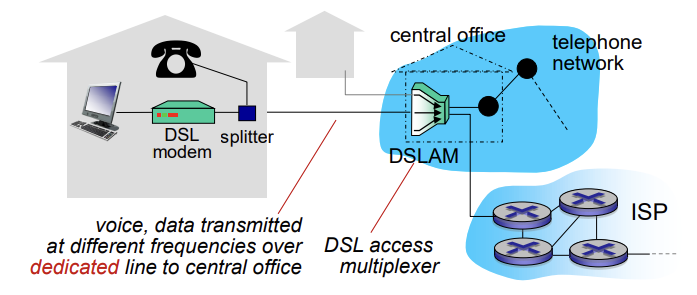 central office
telephone
network
DSL
modem
splitter
DSLAM
ISP
voice, data transmitted
at different frequencies over
dedicated line to central office
DSL access
multiplexer